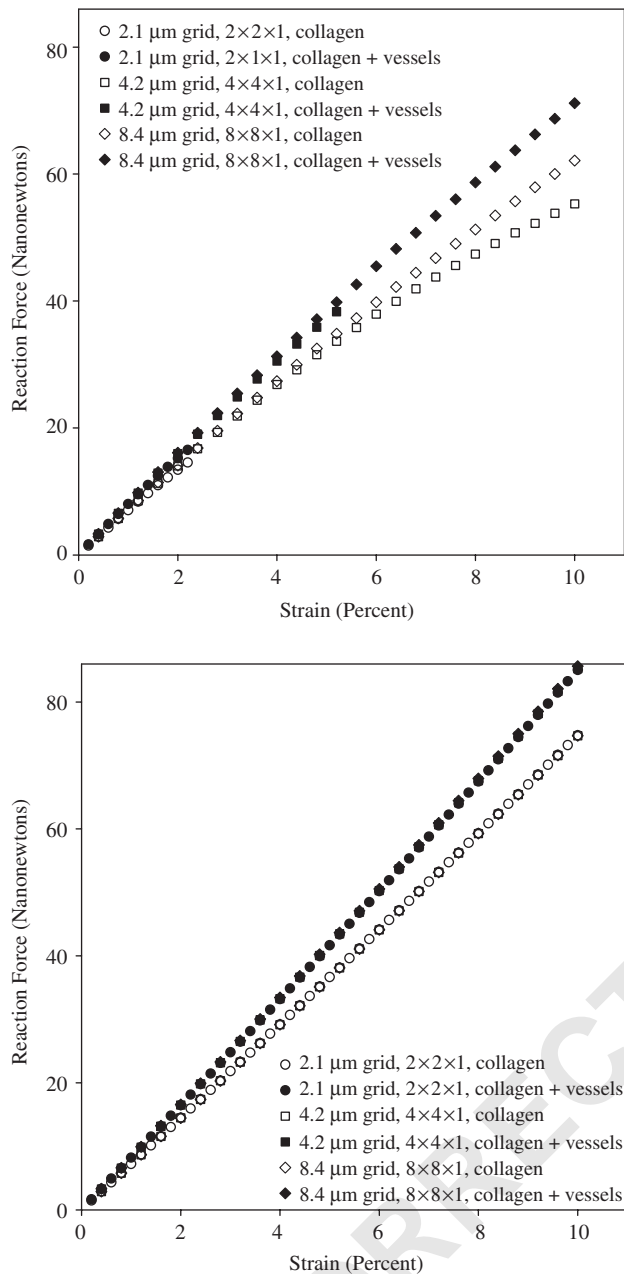 80
60
40
20
0
Reaction Force (Nanonewtons)
2.1 μm grid, 2×2×1, collagen
2.1 μm grid, 2×1×1, collagen + vessels
4.2 μm grid, 4×4×1, collagen
4.2 μm grid, 4×4×1, collagen + vessels
8.4 μm grid, 8×8×1, collagen
8.4 μm grid, 8×8×1, collagen + vessels
0 2 4 6 8 10
Strain (Percent)
80
60
40
20
0
Reaction Force (Nanonewtons)
2.1 μm grid, 2×2×1, collagen
2.1 μm grid, 2×2×1, collagen + vessels
4.2 μm grid, 4×4×1, collagen
4.2 μm grid, 4×4×1, collagen + vessels
8.4 μm grid, 8×8×1, collagen
8.4 μm grid, 8×8×1, collagen + vessels
0 2 4 6 8 10
Strain (Percent)
RRECT